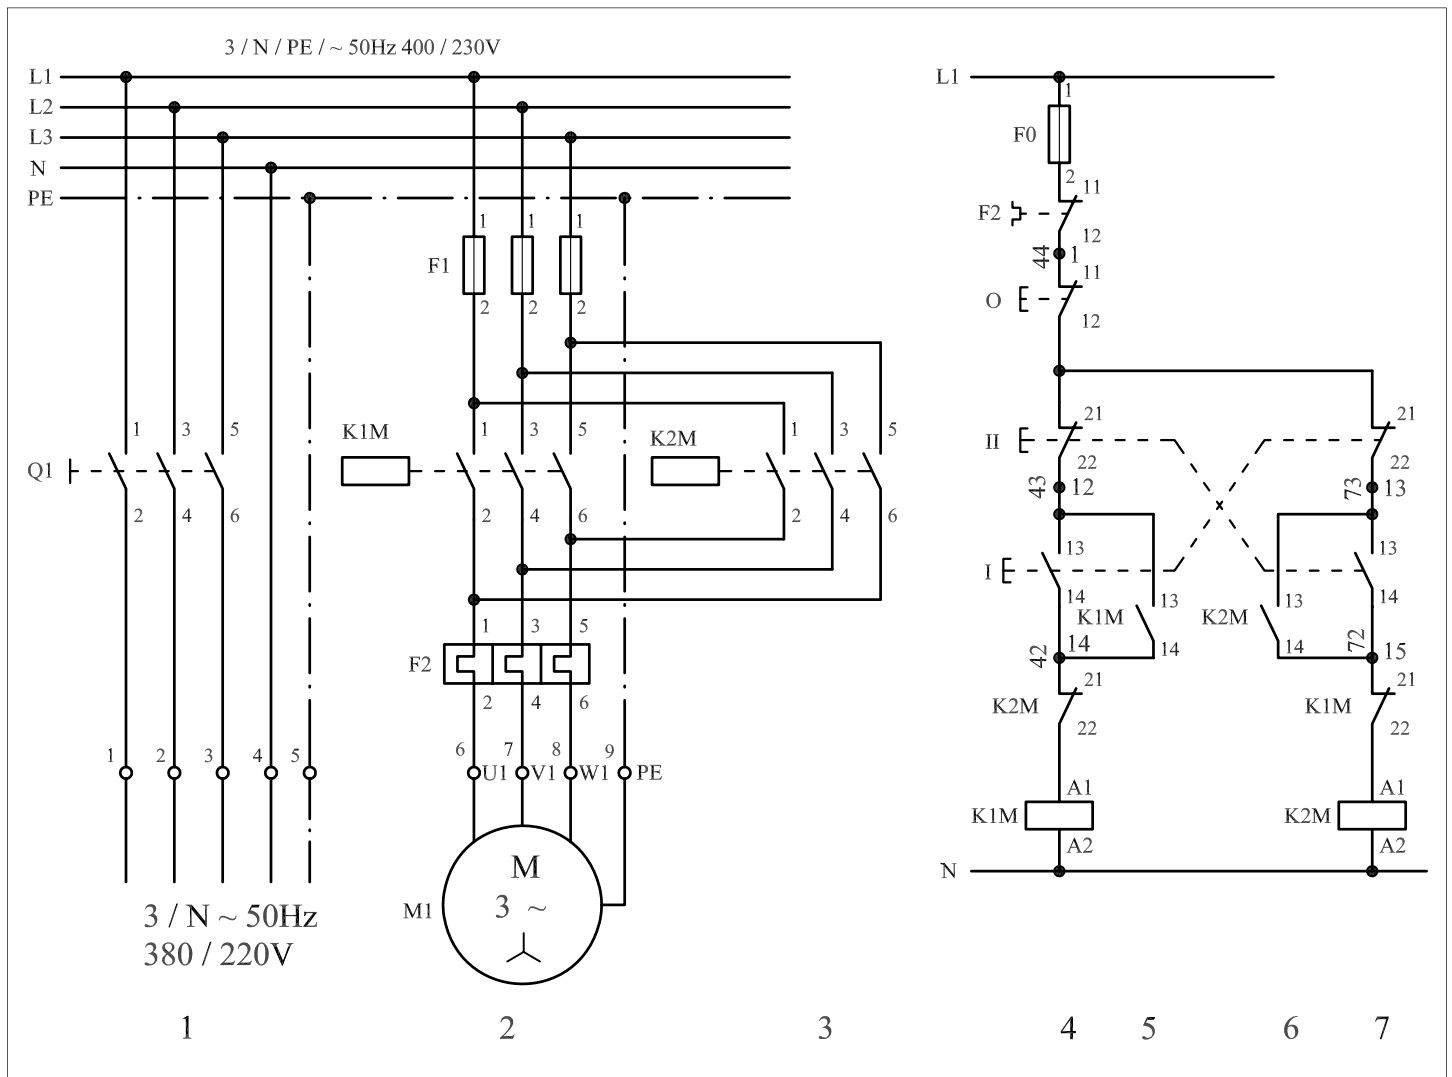 3 / N / PE / ~ 50Hz 400 / 230V
L1
L2
L3
N
PE
1 1 1
F1
2 2 2
K1M
K2M
1 3 5
1 3 5
1 3 5
Q1
2 4 6
2 4 6
2 4 6
1 3 5
F2
2 4 6
1 2 3 4 5
6 7 8 9
U1 V1 W1 PE
M
3 ~
M1
3 / N ~ 50Hz
380 / 220V
L1
1
F0
2
11
F2
12
44 1
11
O
12
21 21
II
22 22
43 12 73 13
13 13
I
14 14
K1M 13 K2M 13
14 14
42 14 72 15
21 21
K2M K1M
22 22
A1 A1
K1M K2M
A2 A2
N
1 2 3 4 5 6 7